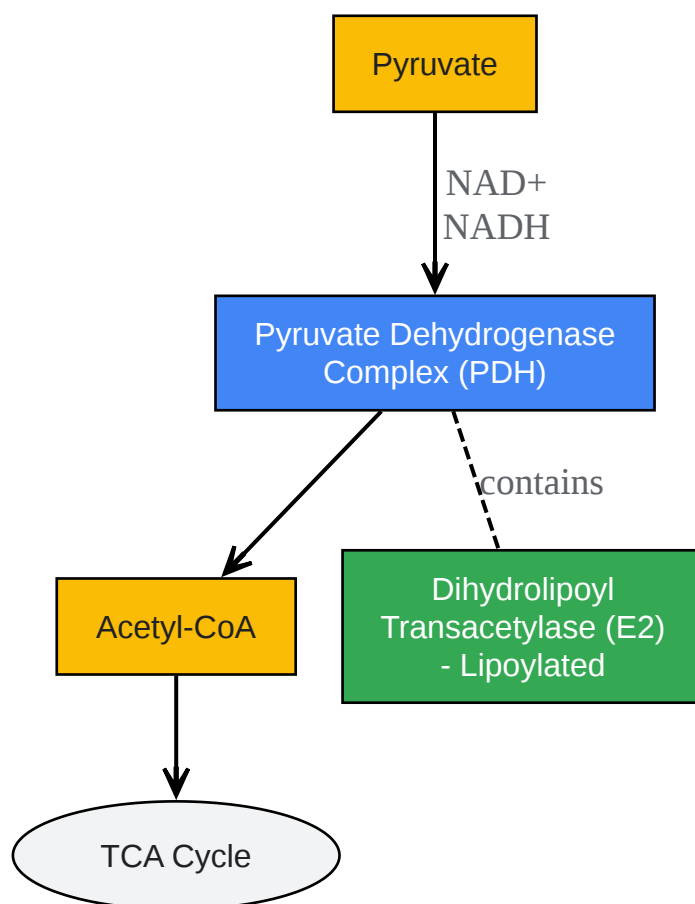 Pyruvate
NAD+
NADH
Pyruvate Dehydrogenase
Complex (PDH)
contains
Dihydrolipoyl
Transacetylase (E2)
- Lipoylated
Acetyl-CoA
TCA Cycle